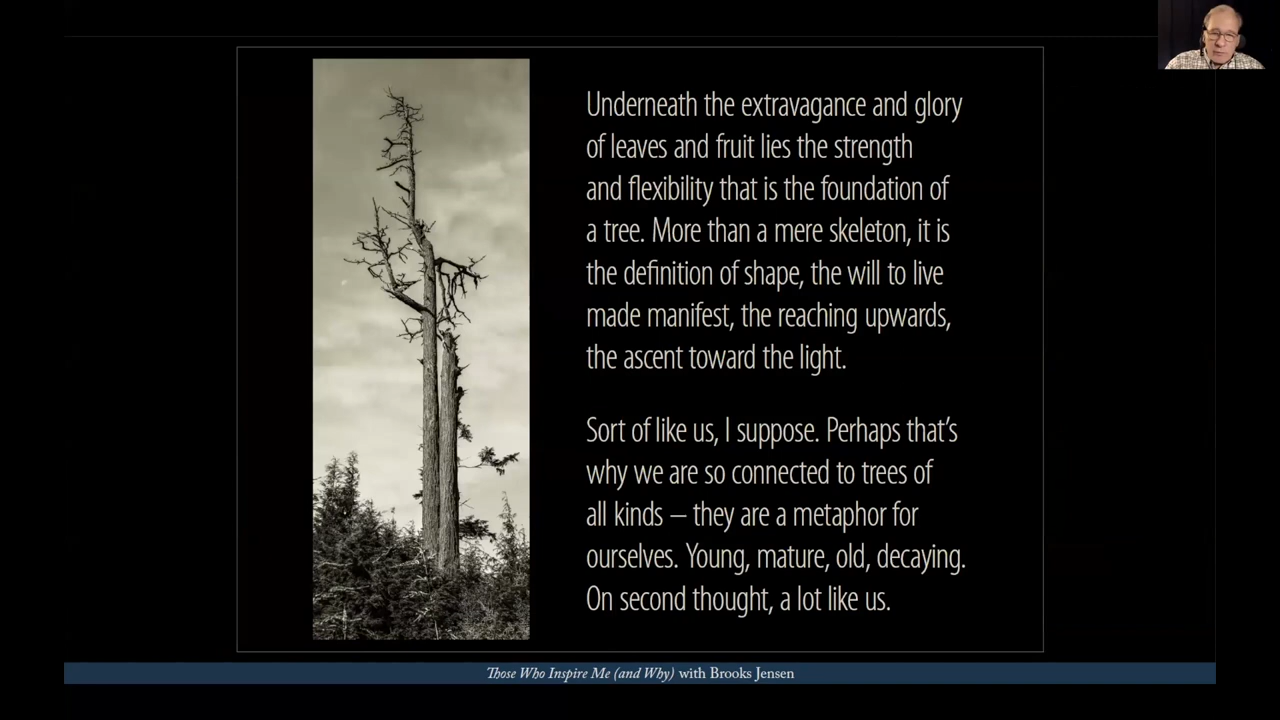 Underneath the extravagance and glory
of leaves and fruit lies the strength
and flexibility that is the foundation of
a tree. More than a mere skeleton, it is
the definition of shape, the will to live
made manifest, the reaching upwards,
the ascent toward the light.
Sort of like us, I suppose. Perhaps that’s
why we are so connected to trees of
all kinds – they are a metaphor for
ourselves. Young, mature, old, decaying.
On second thought, a lot like us.
Those Who Inspire Me (and Why) with Brooks Jensen